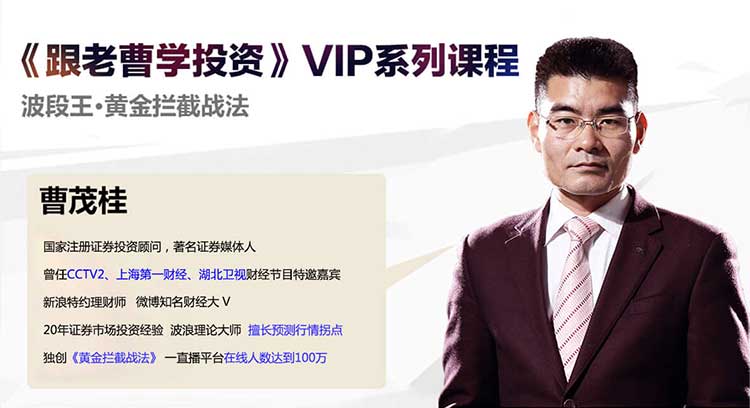 《跟老曹学投资》VIP系列课程
波段王·黄金拦截战法
曹茂桂
国家注册证券投资顾问，著名证券媒体人
曾任CCTV2、上海第一财经、湖北卫视财经节目特邀嘉宾
新浪特约理财师 微博知名财经大 V
20年证券市场投资经验 波浪理论大师 擅长预测行情拐点
独创《黄金拦截战法》 一直播平台在线人数达到100万